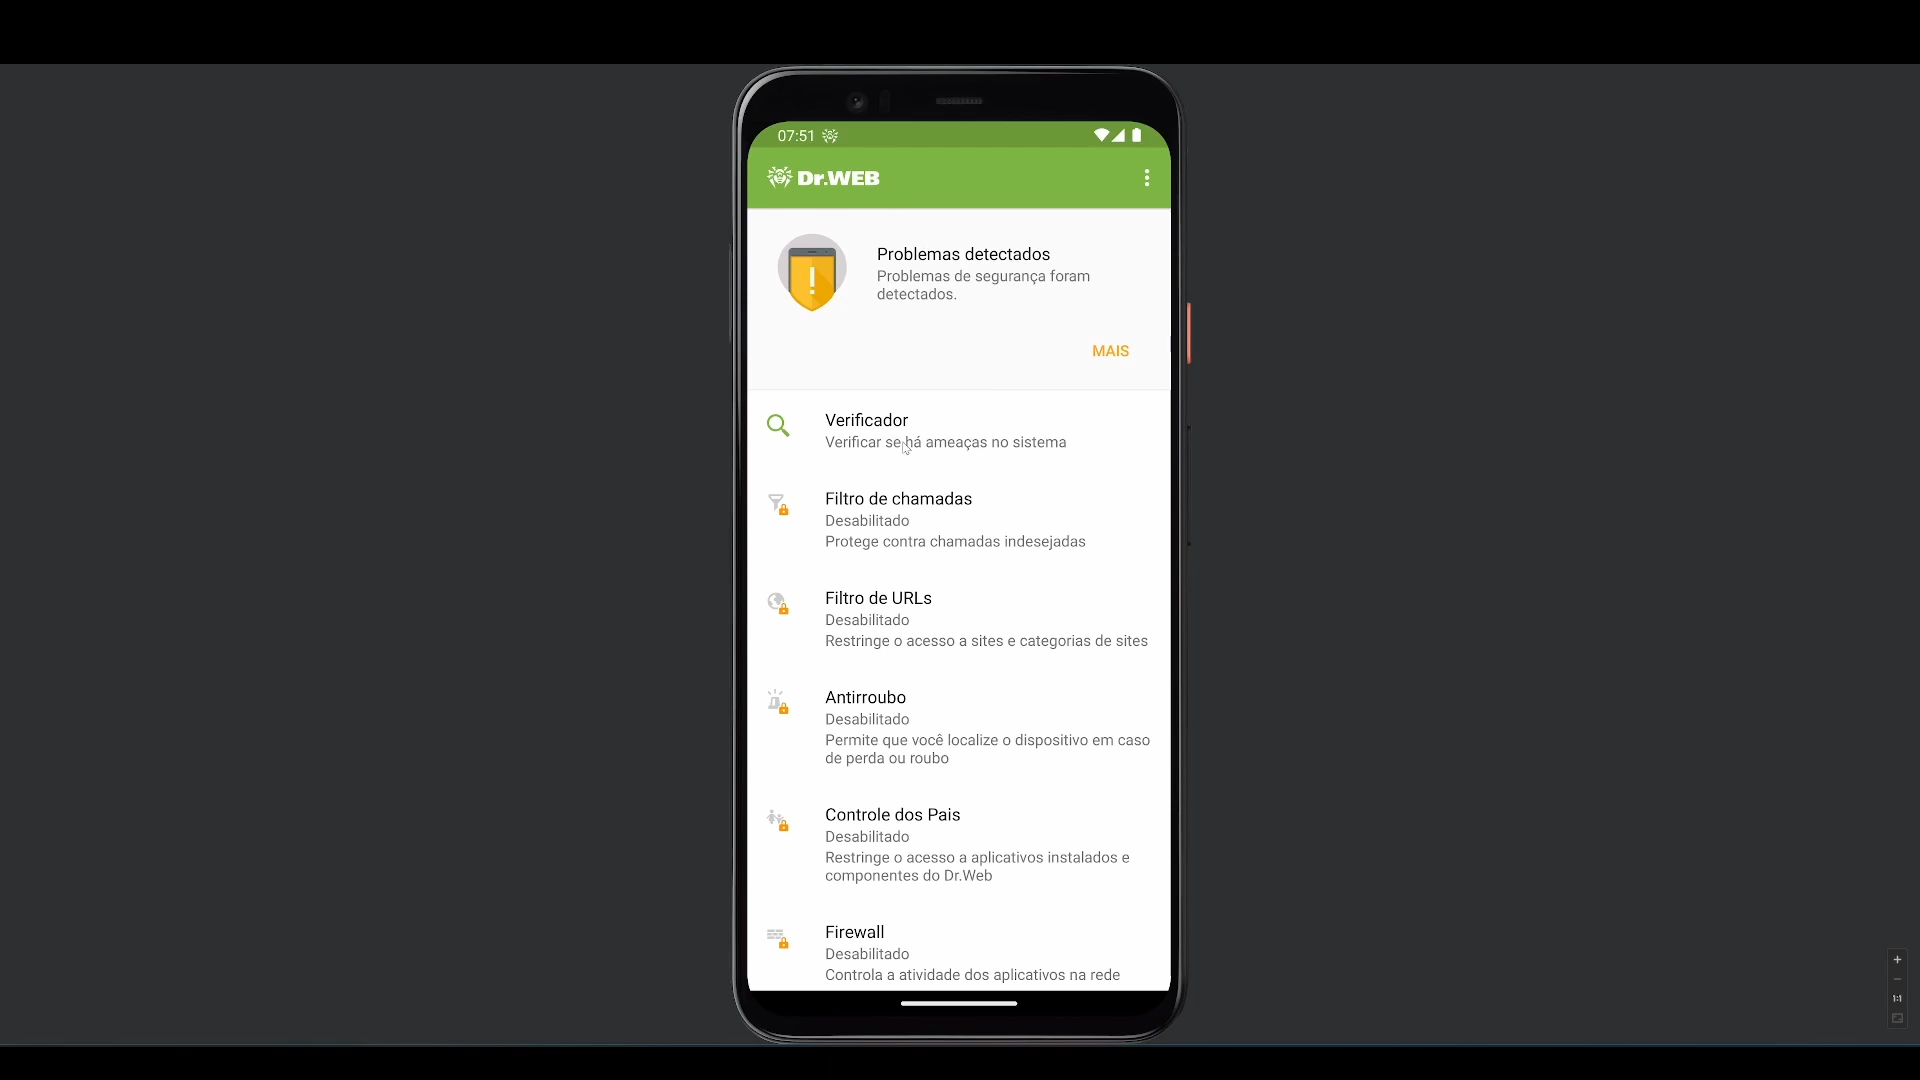 07:51
Dr.WEB
Problemas detectados
Problemas de segurança foram
detectados.
MAIS
Verificador
Verificar se há ameaças no sistema
Filtro de chamadas
Desabilitado
Protege contra chamadas indesejadas
Filtro de URLs
Desabilitado
Restringe o acesso a sites e categorias de sites
Antirroubo
Desabilitado
Permite que você localize o dispositivo em caso
de perda ou roubo
Controle dos Pais
Desabilitado
Restringe o acesso a aplicativos instalados e
componentes do Dr.Web
Firewall
Desabilitado
Controla a atividade dos aplicativos na rede
1:1